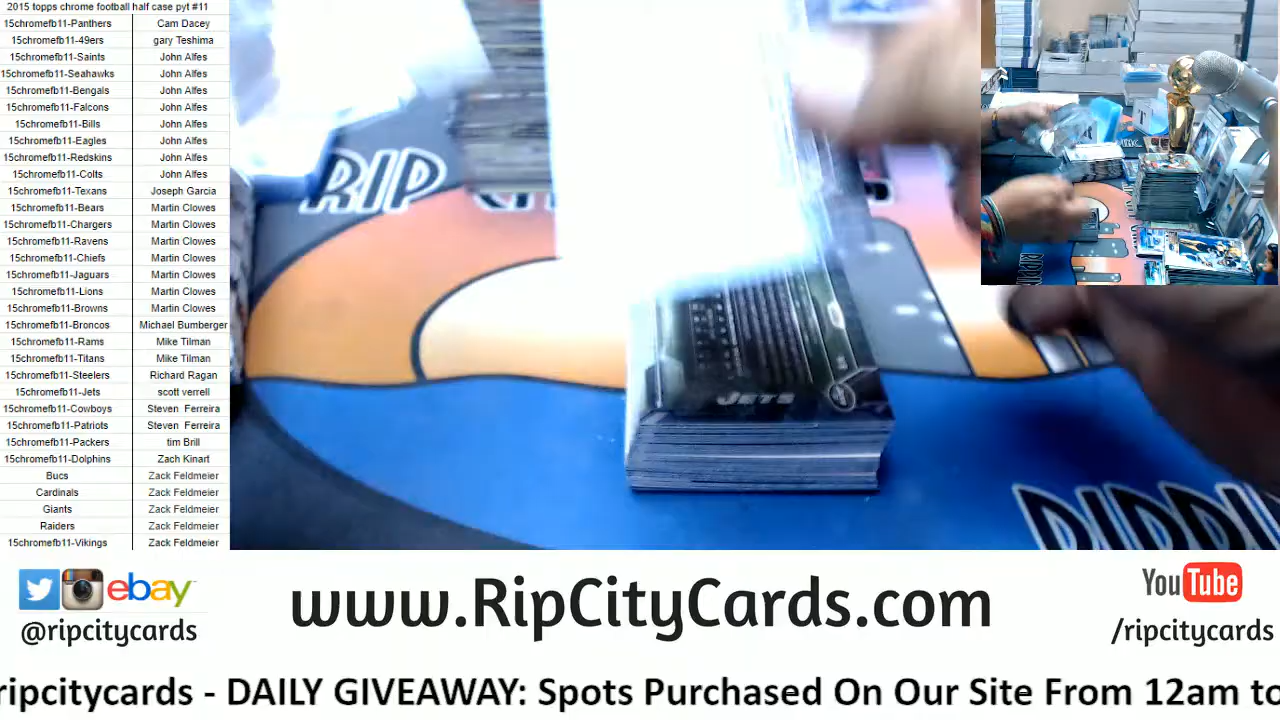 2015 topps chrome football half case pyt #11
15chromefb11-Panthers Cam Dacey
15chromefb11-49ers gary Teshima
15chromefb11-Saints John Alfes
15chromefb11-Seahawks John Alfes
15chromefb11-Bengals John Alfes
15chromefb11-Falcons John Alfes
15chromefb11-Bills John Alfes
15chromefb11-Eagles John Alfes
15chromefb11-Redskins John Alfes
15chromefb11-Colts John Alfes
15chromefb11-Texans Joseph Garcia
15chromefb11-Bears Martin Clowes
15chromefb11-Chargers Martin Clowes
15chromefb11-Ravens Martin Clowes
15chromefb11-Chiefs Martin Clowes
15chromefb11-Jaguars Martin Clowes
15chromefb11-Lions Martin Clowes
15chromefb11-Browns Martin Clowes
15chromefb11-Broncos Michael Bumberger
15chromefb11-Rams Mike Tilman
15chromefb11-Titans Mike Tilman
15chromefb11-Steelers Richard Ragan
15chromefb11-Jets scott verrell
15chromefb11-Cowboys Steven Ferreira
15chromefb11-Patriots Steven Ferreira
15chromefb11-Packers tim Brill
15chromefb11-Dolphins Zach Kinart
Bucs Zack Feldmeier
Cardinals Zack Feldmeier
Giants Zack Feldmeier
Raiders Zack Feldmeier
15chromefb11-Vikings Zack Feldmeier
RIP
JETS
ebay
@ripcitycards
www.RipCityCards.com
YouTube
/ripcitycards
ripcitycards - DAILY GIVEAWAY: Spots Purchased On Our Site From 12am to